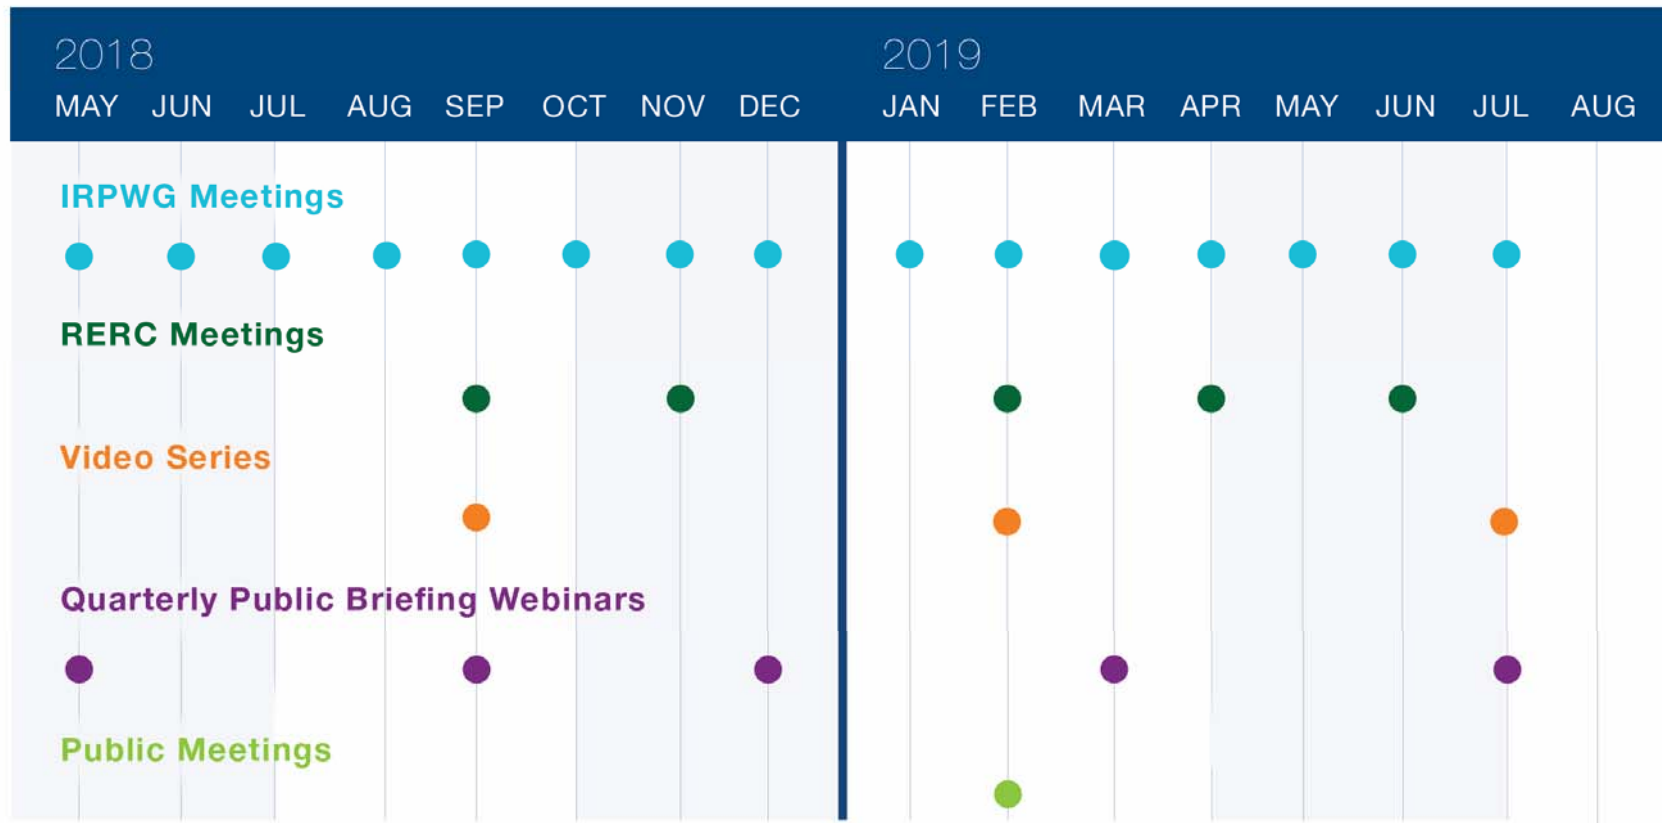 2018 2019
MAY JUN JUL AUG SEP OCT NOV DEC JAN FEB MAR APR MAY JUN JUL AUG
IRPWG Meetings
RERC Meetings
Video Series
Quarterly Public Briefing Webinars
Public Meetings